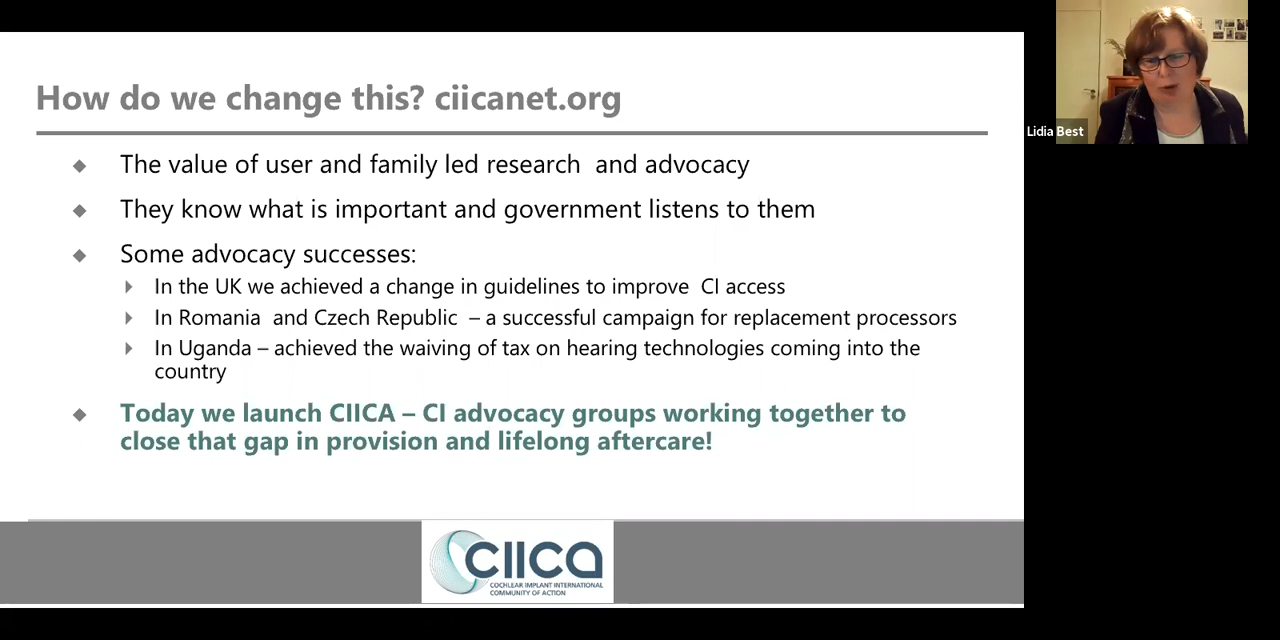 How do we change this? ciicanet.org
The value of user and family led research and advocacy
They know what is important and government listens to them
Some advocacy successes:
In the UK we achieved a change in guidelines to improve CI access
In Romania and Czech Republic – a successful campaign for replacement processors
In Uganda – achieved the waiving of tax on hearing technologies coming into the
country
Today we launch CIICA – CI advocacy groups working together to
close that gap in provision and lifelong aftercare!
CIICA
COCHLEAR IMPLANT INTERNATIONAL
COMMUNITY OF ACTION
Lidia Best